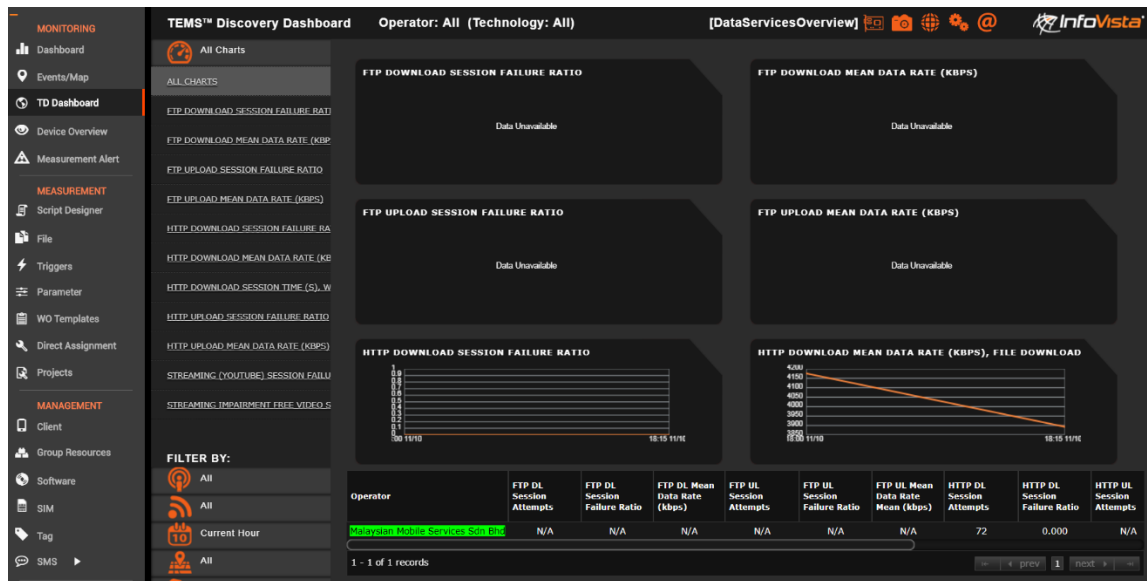 MONITORING
Dashboard
Events/Map
TD Dashboard
Device Overview
Measurement Alert
MEASUREMENT
Script Designer
File
Triggers
Parameter
WO Templates
Direct Assignment
Projects
MANAGEMENT
Client
Group Resources
Software
SIM
Tag
SMS
TEMS™ Discovery Dashboard
Operator: All (Technology: All)
[DataServicesOverview]
InfoVista
All Charts
ALL CHARTS
FTP DOWNLOAD SESSION FAILURE RATI
FTP DOWNLOAD MEAN DATA RATE (KBP
FTP UPLOAD SESSION FAILURE RATIO
FTP UPLOAD MEAN DATA RATE (KBPS)
HTTP DOWNLOAD SESSION FAILURE RA
HTTP DOWNLOAD MEAN DATA RATE (KB
HTTP DOWNLOAD SESSION TIME (S), W
HTTP UPLOAD SESSION FAILURE RATIO
HTTP UPLOAD MEAN DATA RATE (KBPS)
STREAMING (YOUTUBE) SESSION FAILU
STREAMING IMPAIRMENT FREE VIDEO S
FILTER BY:
All
All
10 Current Hour
All
FTP DOWNLOAD SESSION FAILURE RATIO
Data Unavailable
FTP DOWNLOAD MEAN DATA RATE (KBPS)
Data Unavailable
FTP UPLOAD SESSION FAILURE RATIO
Data Unavailable
FTP UPLOAD MEAN DATA RATE (KBPS)
Data Unavailable
HTTP DOWNLOAD SESSION FAILURE RATIO
1
0.9
0.8
0.7
0.6
0.5
0.4
0.3
0.2
0.1
0
:00 11/10 18:15 11/10
HTTP DOWNLOAD MEAN DATA RATE (KBPS), FILE DOWNLOAD
4200
4150
4100
4050
4000
3950
3900
3850
18:00 11/10 18:15 11/10
Operator
FTP DL Session Attempts
FTP DL Session Failure Ratio
FTP DL Mean Data Rate (kbps)
FTP UL Session Attempts
FTP UL Session Failure Ratio
FTP UL Mean Data Rate Mean (kbps)
HTTP DL Session Attempts
HTTP DL Session Failure Ratio
HTTP UL Session Attempts
Malaysian Mobile Services Sdn Bhd N/A N/A N/A N/A N/A N/A 72 0.000 N/A
1 - 1 of 1 records
prev 1 next